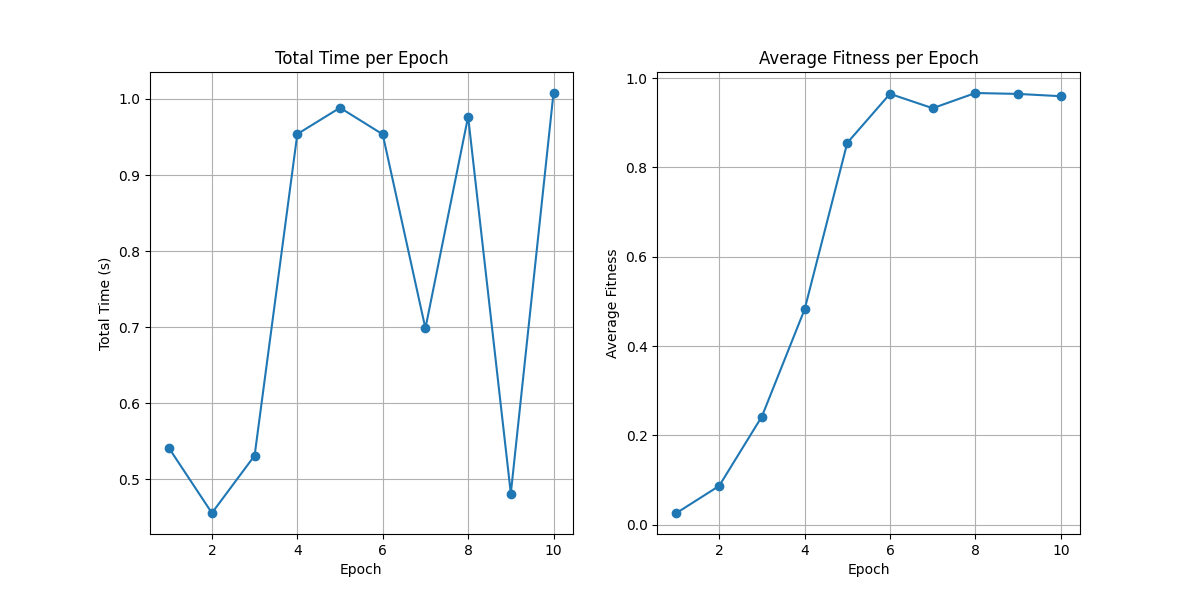 Total Time per Epoch
Total Time (s)
1.0
0.9
0.8
0.7
0.6
0.5
2 4 6 8 10
Epoch
Average Fitness per Epoch
Average Fitness
1.0
0.8
0.6
0.4
0.2
0.0
2 4 6 8 10
Epoch